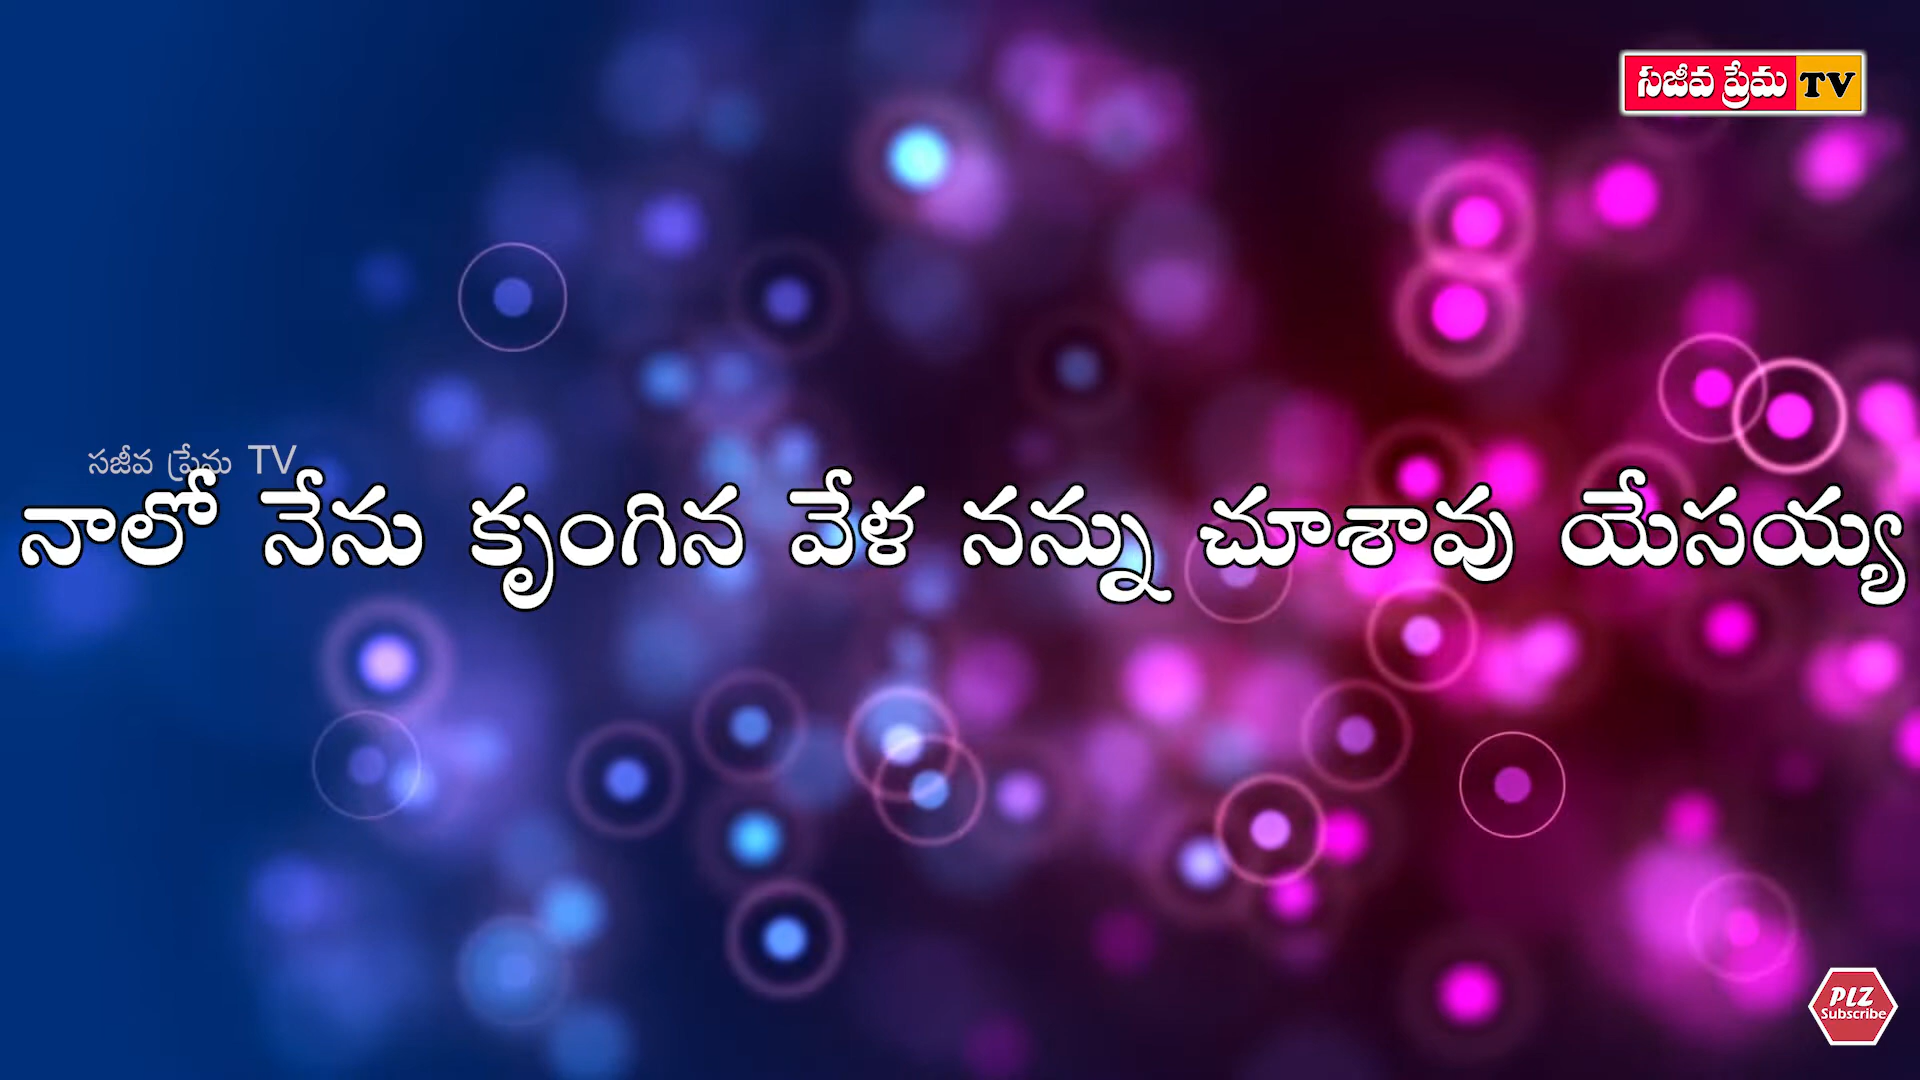 సజీవ ప్రేమ TV
సజీవ ప్రేమ TV
నాలో నేను కృంగిన వేళ నన్ను చూశావు యేసయ్య
PLZ
Subscribe